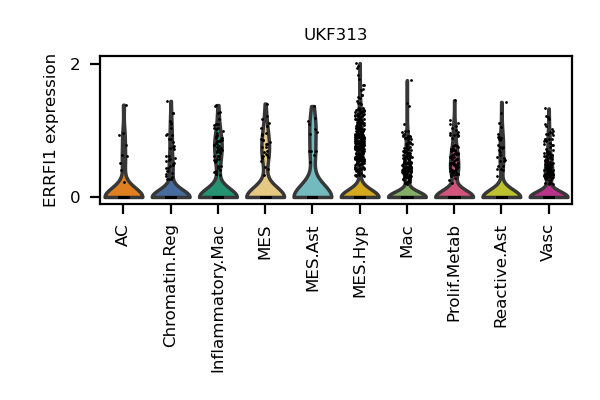 UKF313
ERRFI1 expression
2
0
AC
Chromatin.Reg
Inflammatory.Mac
MES
MES.Ast
MES.Hyp
Mac
Prolif.Metab
Reactive.Ast
Vasc